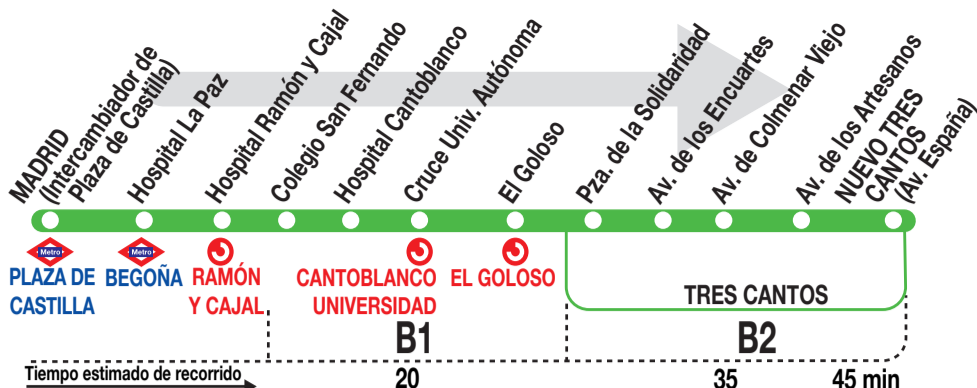 MADRID
(Intercambiador de
Plaza de Castilla)
Hospital La Paz
Hospital Ramón y Cajal
Colegio San Fernando
Hospital Cantoblanco
Cruce Univ. Autónoma
El Goloso
Pza. de la Solidaridad
Av. de los Encuartes
Av. de Colmenar Viejo
Av. de los Artesanos
NUEVO TRES
CANTOS
(Av. España)
Metro
Metro
PLAZA DE
CASTILLA
BEGOÑA
RAMÓN
Y CAJAL
CANTOBLANCO
UNIVERSIDAD
EL GOLOSO
TRES CANTOS
B1
B2
Tiempo estimado de recorrido
20
35
45 min